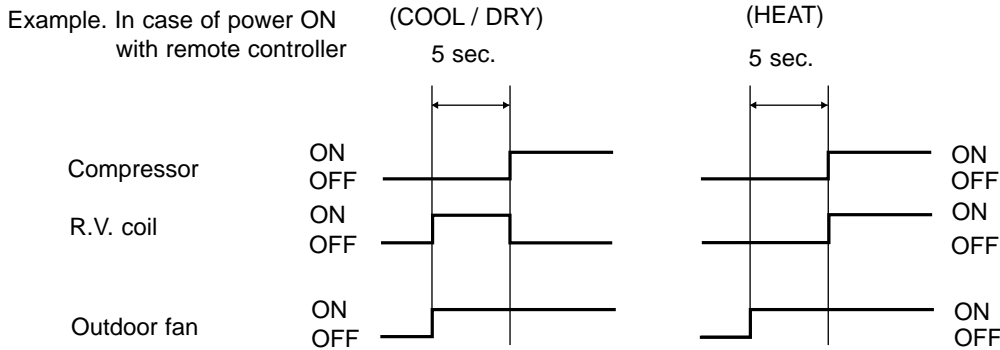 Example. In case of power ON (COOL / DRY) (HEAT)
with remote controller 5 sec. 5 sec.
Compressor ON ON
OFF OFF
R.V. coil ON ON
OFF OFF
Outdoor fan ON ON
OFF OFF